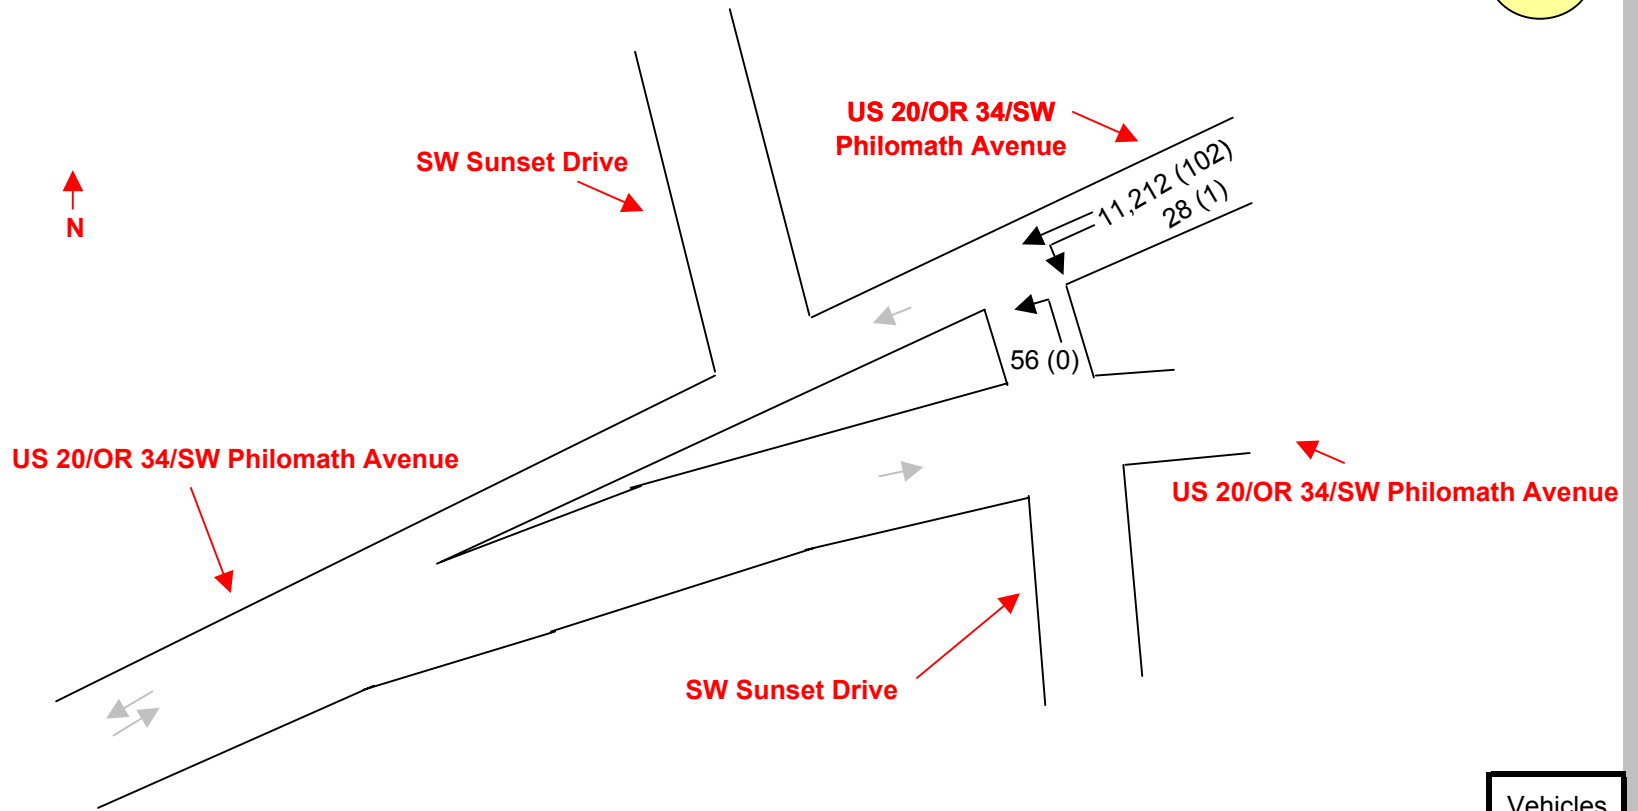 US 20/OR 34/SW
Philomath Avenue
SW Sunset Drive
11,212 (102)
28 (1)
N
56 (0)
US 20/OR 34/SW Philomath Avenue
US 20/OR 34/SW Philomath Avenue
SW Sunset Drive
Vehicles